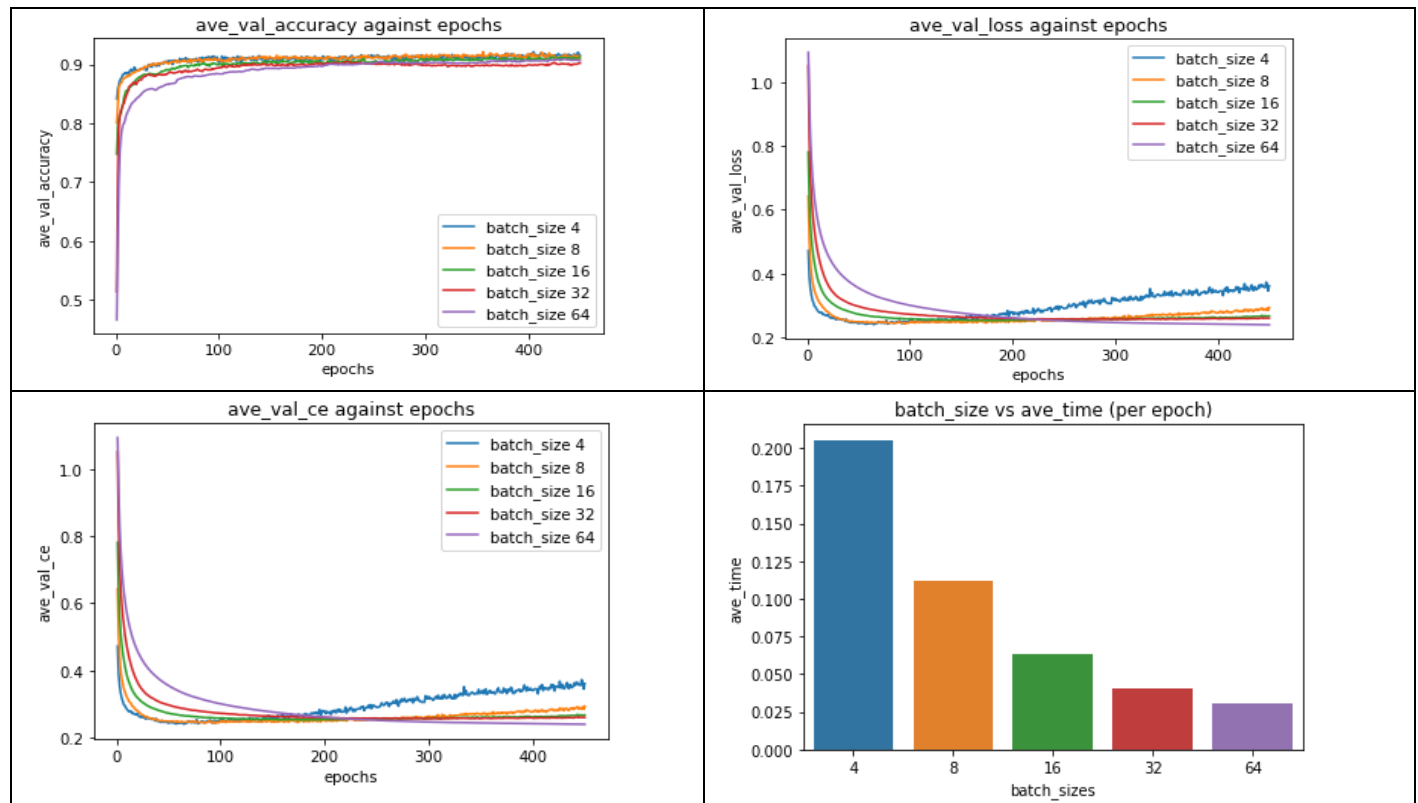 ave_val_accuracy against epochs
ave_val_accuracy
0.9
0.8
0.7
0.6
0.5
batch_size 4
batch_size 8
batch_size 16
batch_size 32
batch_size 64
0 100 200 300 400
epochs
ave_val_loss against epochs
ave_val_loss
1.0
0.8
0.6
0.4
0.2
batch_size 4
batch_size 8
batch_size 16
batch_size 32
batch_size 64
0 100 200 300 400
epochs
ave_val_ce against epochs
ave_val_ce
1.0
0.8
0.6
0.4
0.2
batch_size 4
batch_size 8
batch_size 16
batch_size 32
batch_size 64
0 100 200 300 400
epochs
batch_size vs ave_time (per epoch)
ave_time
0.200
0.175
0.150
0.125
0.100
0.075
0.050
0.025
0.000
4 8 16 32 64
batch_sizes